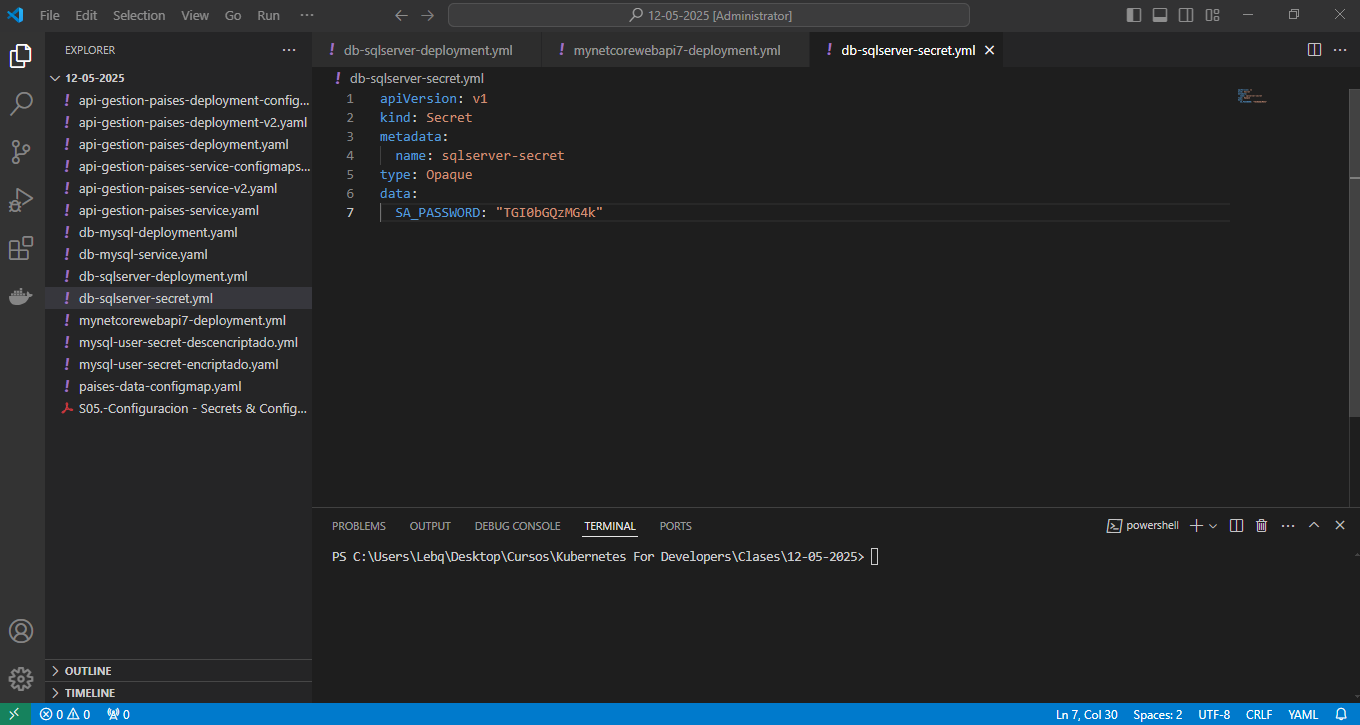 File Edit Selection View Go Run ···
12-05-2025 [Administrator]
EXPLORER ···
12-05-2025
! api-gestion-paises-deployment-config...
! api-gestion-paises-deployment-v2.yaml
! api-gestion-paises-deployment.yaml
! api-gestion-paises-service-configmaps...
! api-gestion-paises-service-v2.yaml
! api-gestion-paises-service.yaml
! db-mysql-deployment.yaml
! db-mysql-service.yaml
! db-sqlserver-deployment.yml
! db-sqlserver-secret.yml
! mynetcorewebapi7-deployment.yml
! mysql-user-secret-descencriptado.yml
! mysql-user-secret-encriptado.yaml
! paises-data-configmap.yaml
S05.-Configuracion - Secrets & Config...
OUTLINE
TIMELINE
! db-sqlserver-deployment.yml ! mynetcorewebapi7-deployment.yml ! db-sqlserver-secret.yml
! db-sqlserver-secret.yml
1 apiVersion: v1
2 kind: Secret
3 metadata:
4 name: sqlserver-secret
5 type: Opaque
6 data:
7 SA_PASSWORD: "TGI0bGQzMG4k"
PROBLEMS OUTPUT DEBUG CONSOLE TERMINAL PORTS powershell
PS C:\Users\Lebq\Desktop\Cursos\Kubernetes For Developers\Clases\12-05-2025>
0 0 0 Ln 7, Col 30 Spaces: 2 UTF-8 CRLF YAML